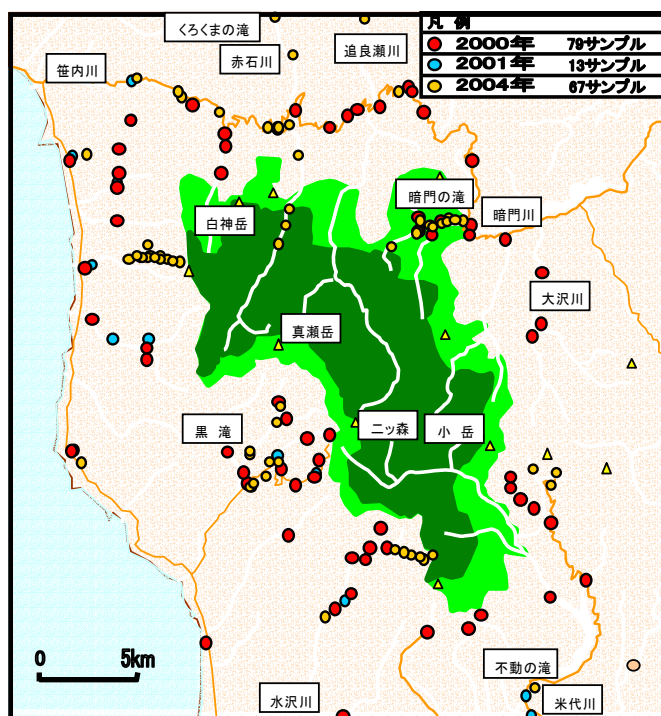 くろくまの滝
追良瀬川
凡 例
2000年 79サンプル
2001年 13サンプル
2004年 67サンプル
赤石川
笹内川
暗門の滝
暗門川
白神岳
大沢川
真瀬岳
黒 滝
二ッ森
小 岳
0 5km
不動の滝
水沢川
米代川